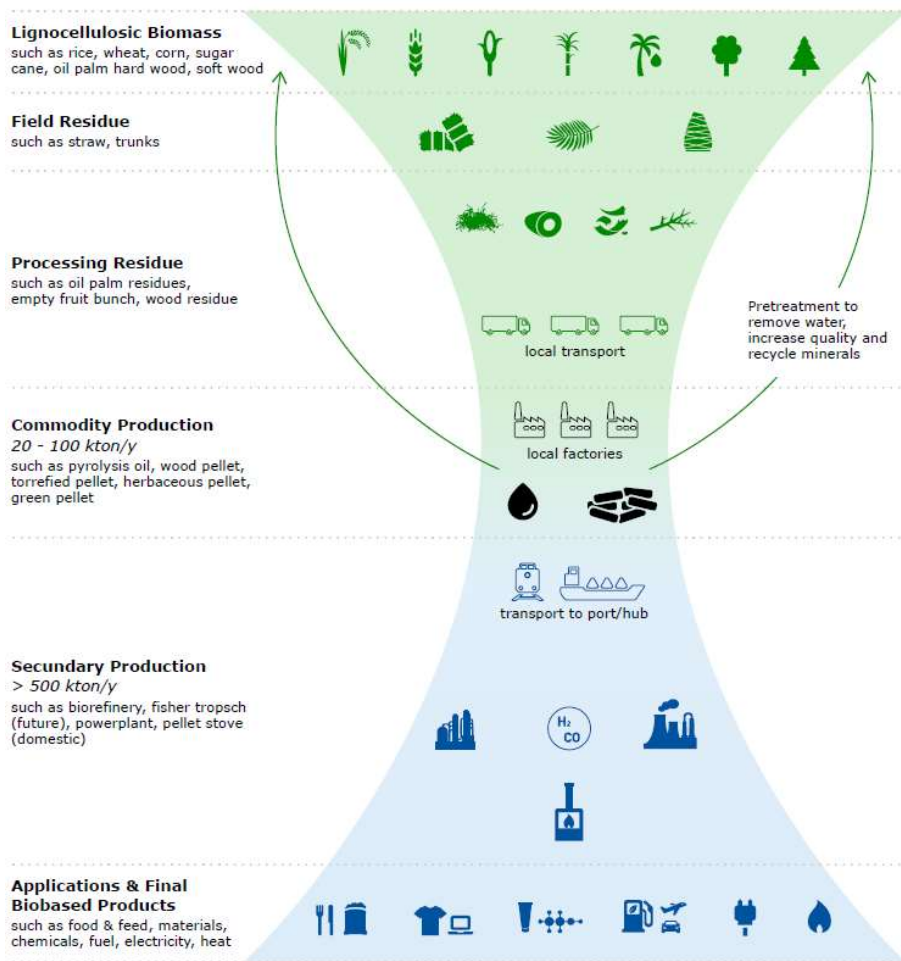 Lignocellulosic Biomass
such as rice, wheat, corn, sugar
cane, oil palm hard wood, soft wood
Field Residue
such as straw, trunks
Processing Residue
such as oil palm residues,
empty fruit bunch, wood residue
local transport
Pretreatment to
remove water,
increase quality and
recycle minerals
Commodity Production
20 - 100 kton/y
such as pyrolysis oil, wood pellet,
torrefied pellet, herbaceous pellet,
green pellet
local factories
transport to port/hub
Secundary Production
> 500 kton/y
such as biorefinery, fisher tropsch
(future), powerplant, pellet stove
(domestic)
H₂
CO
Applications & Final
Biobased Products
such as food & feed, materials,
chemicals, fuel, electricity, heat